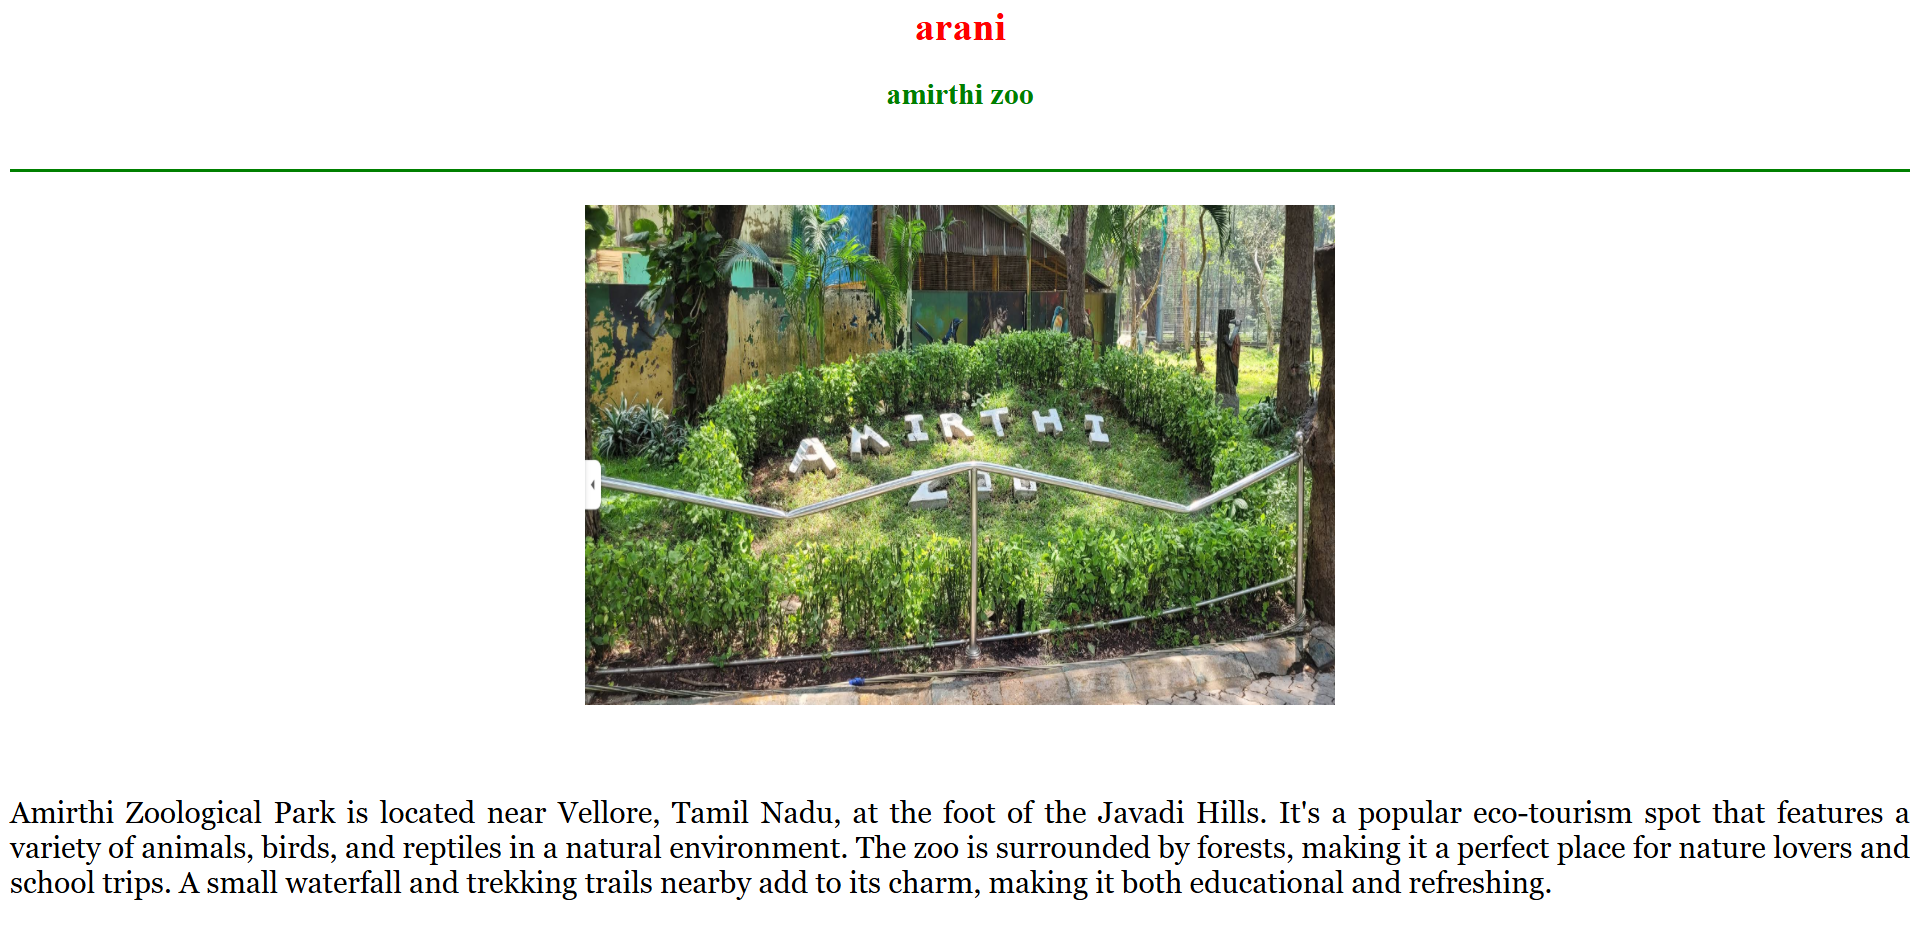 arani
amirthi zoo
AMIRTHI
ZOO
Amirthi Zoological Park is located near Vellore, Tamil Nadu, at the foot of the Javadi Hills. It's a popular eco-tourism spot that features a
variety of animals, birds, and reptiles in a natural environment. The zoo is surrounded by forests, making it a perfect place for nature lovers and
school trips. A small waterfall and trekking trails nearby add to its charm, making it both educational and refreshing.